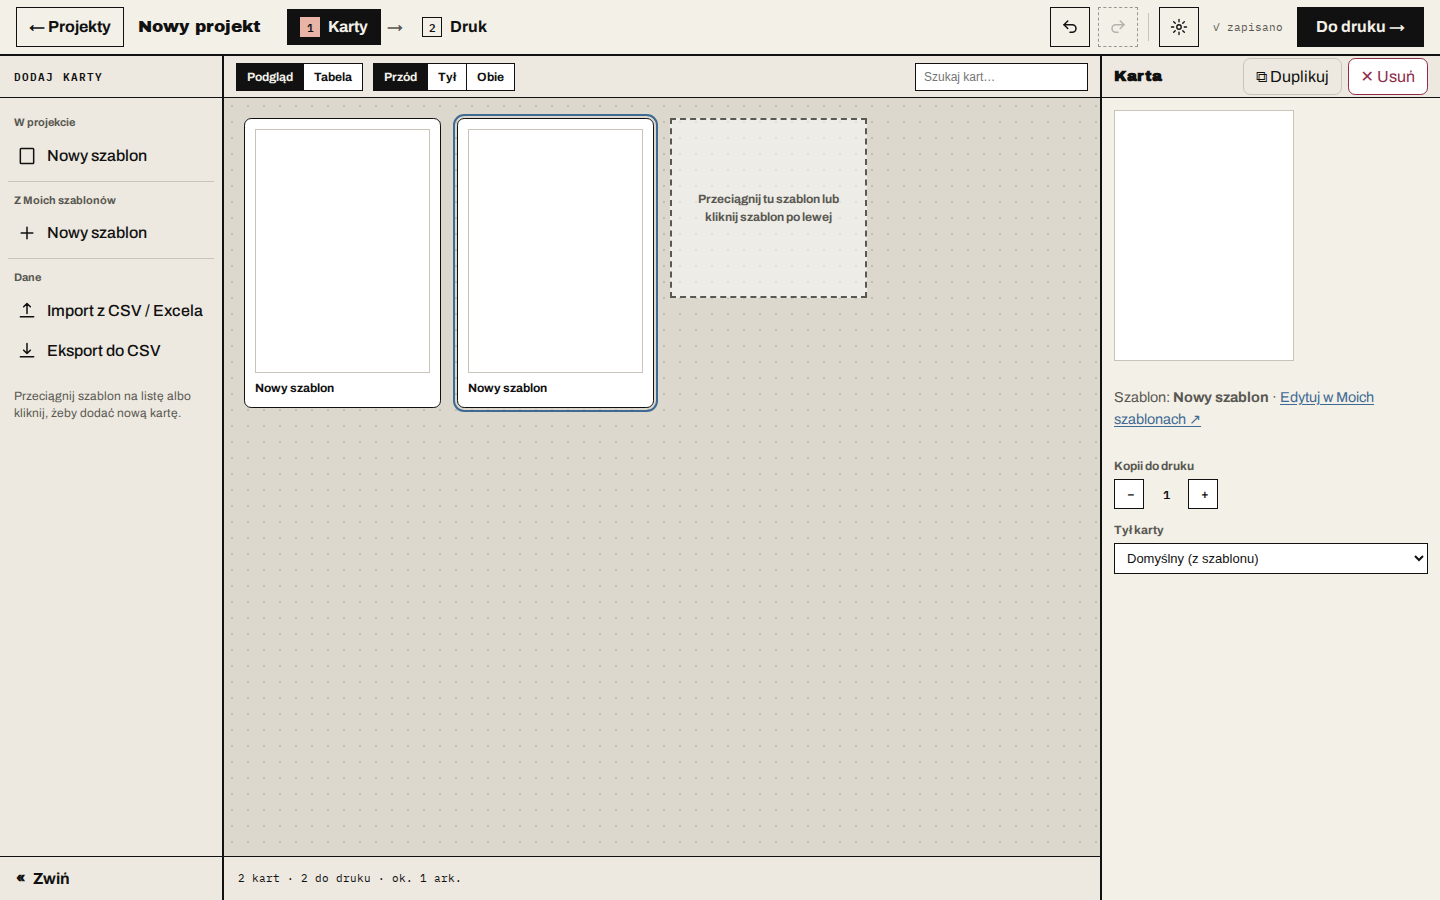 ← Projekty
Nowy projekt
1 Karty → 2 Druk
√ zapisano
Do druku →
DODAJ KARTY
Podgląd Tabela
Przód Tył Obie
Szukaj kart…
Karta
⧉ Duplikuj
✕ Usuń
W projekcie
Nowy szablon
Z Moich szablonów
Nowy szablon
Dane
Import z CSV / Excela
Eksport do CSV
Przeciągnij szablon na listę albo
kliknij, żeby dodać nową kartę.
Nowy szablon
Nowy szablon
Przeciągnij tu szablon lub
kliknij szablon po lewej
Szablon: Nowy szablon · Edytuj w Moich
szablonach ↗
Kopii do druku
− 1 +
Tył karty
Domyślny (z szablonu)
« Zwiń
2 kart · 2 do druku · ok. 1 ark.